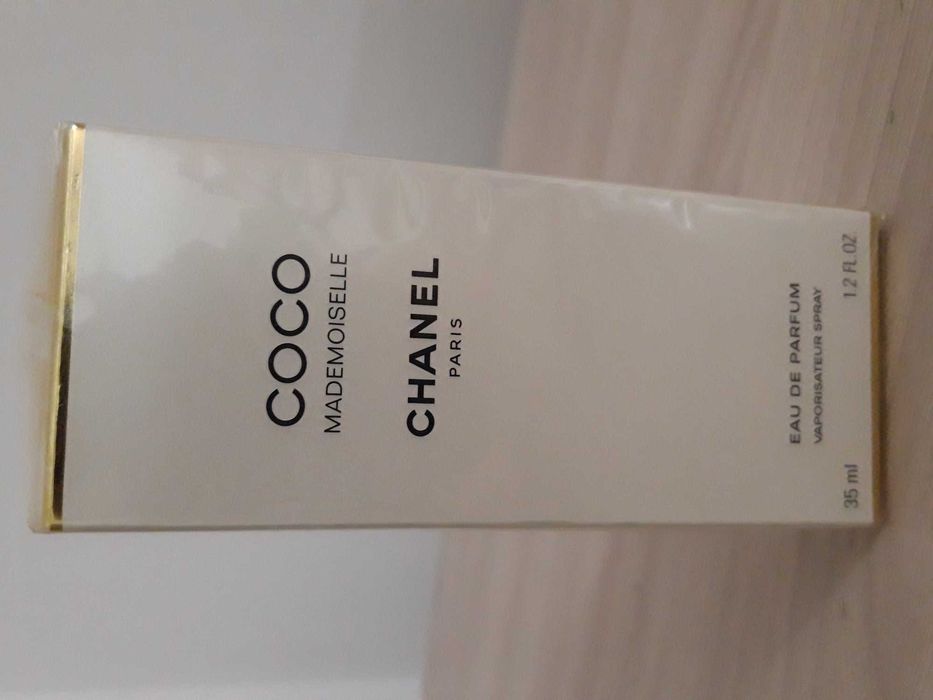 COCO
MADEMOISELLE
CHANEL
PARIS
EAU DE PARFUM
VAPORISATEUR SPRAY
35 ml 1.2 FL.OZ.